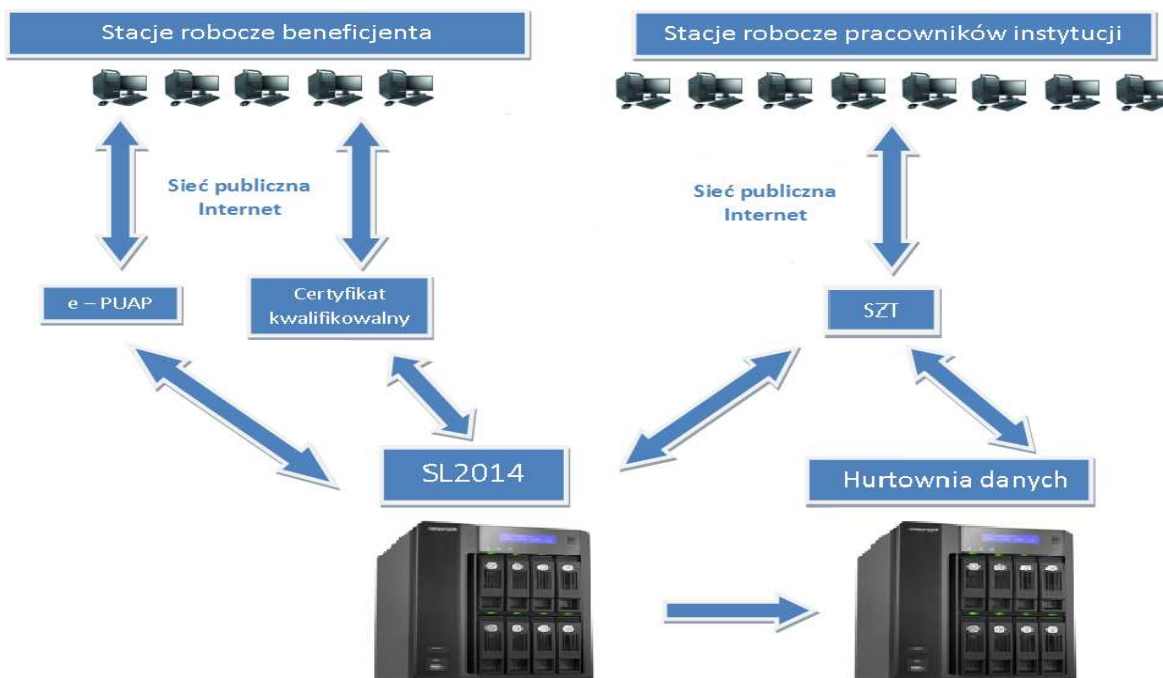 Stacje robocze beneficjenta
Stacje robocze pracowników instytucji
Sieć publiczna
Internet
Sieć publiczna
Internet
e – PUAP
Certyfikat
kwalifikowalny
SZT
SL2014
Hurtownia danych